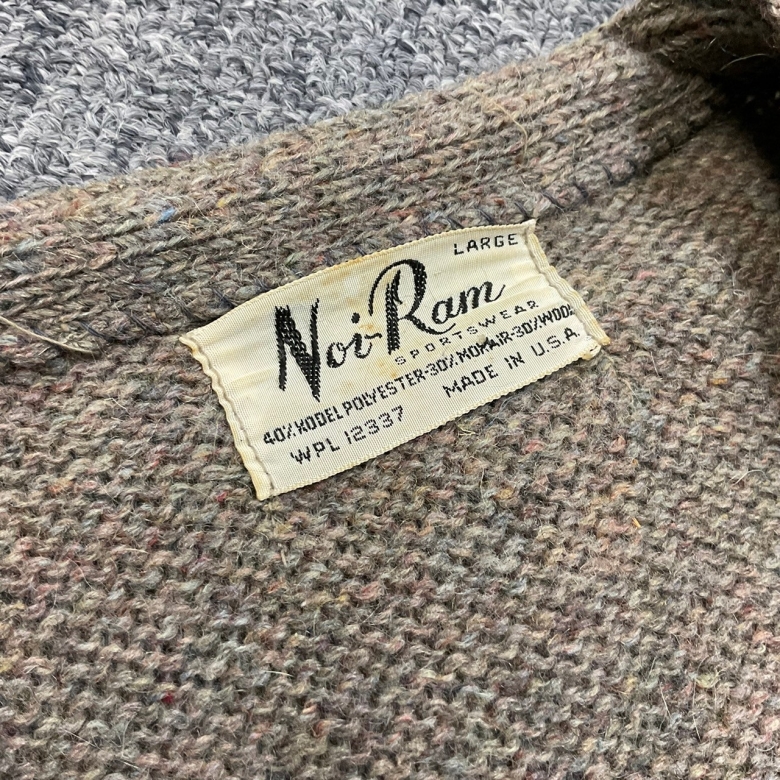 LARGE
Noi-Ram
SPORTSWEAR
40% KODEL POLYESTER-30% MOHAIR-30% WOOL
WPL 12337 MADE IN U.S.A.